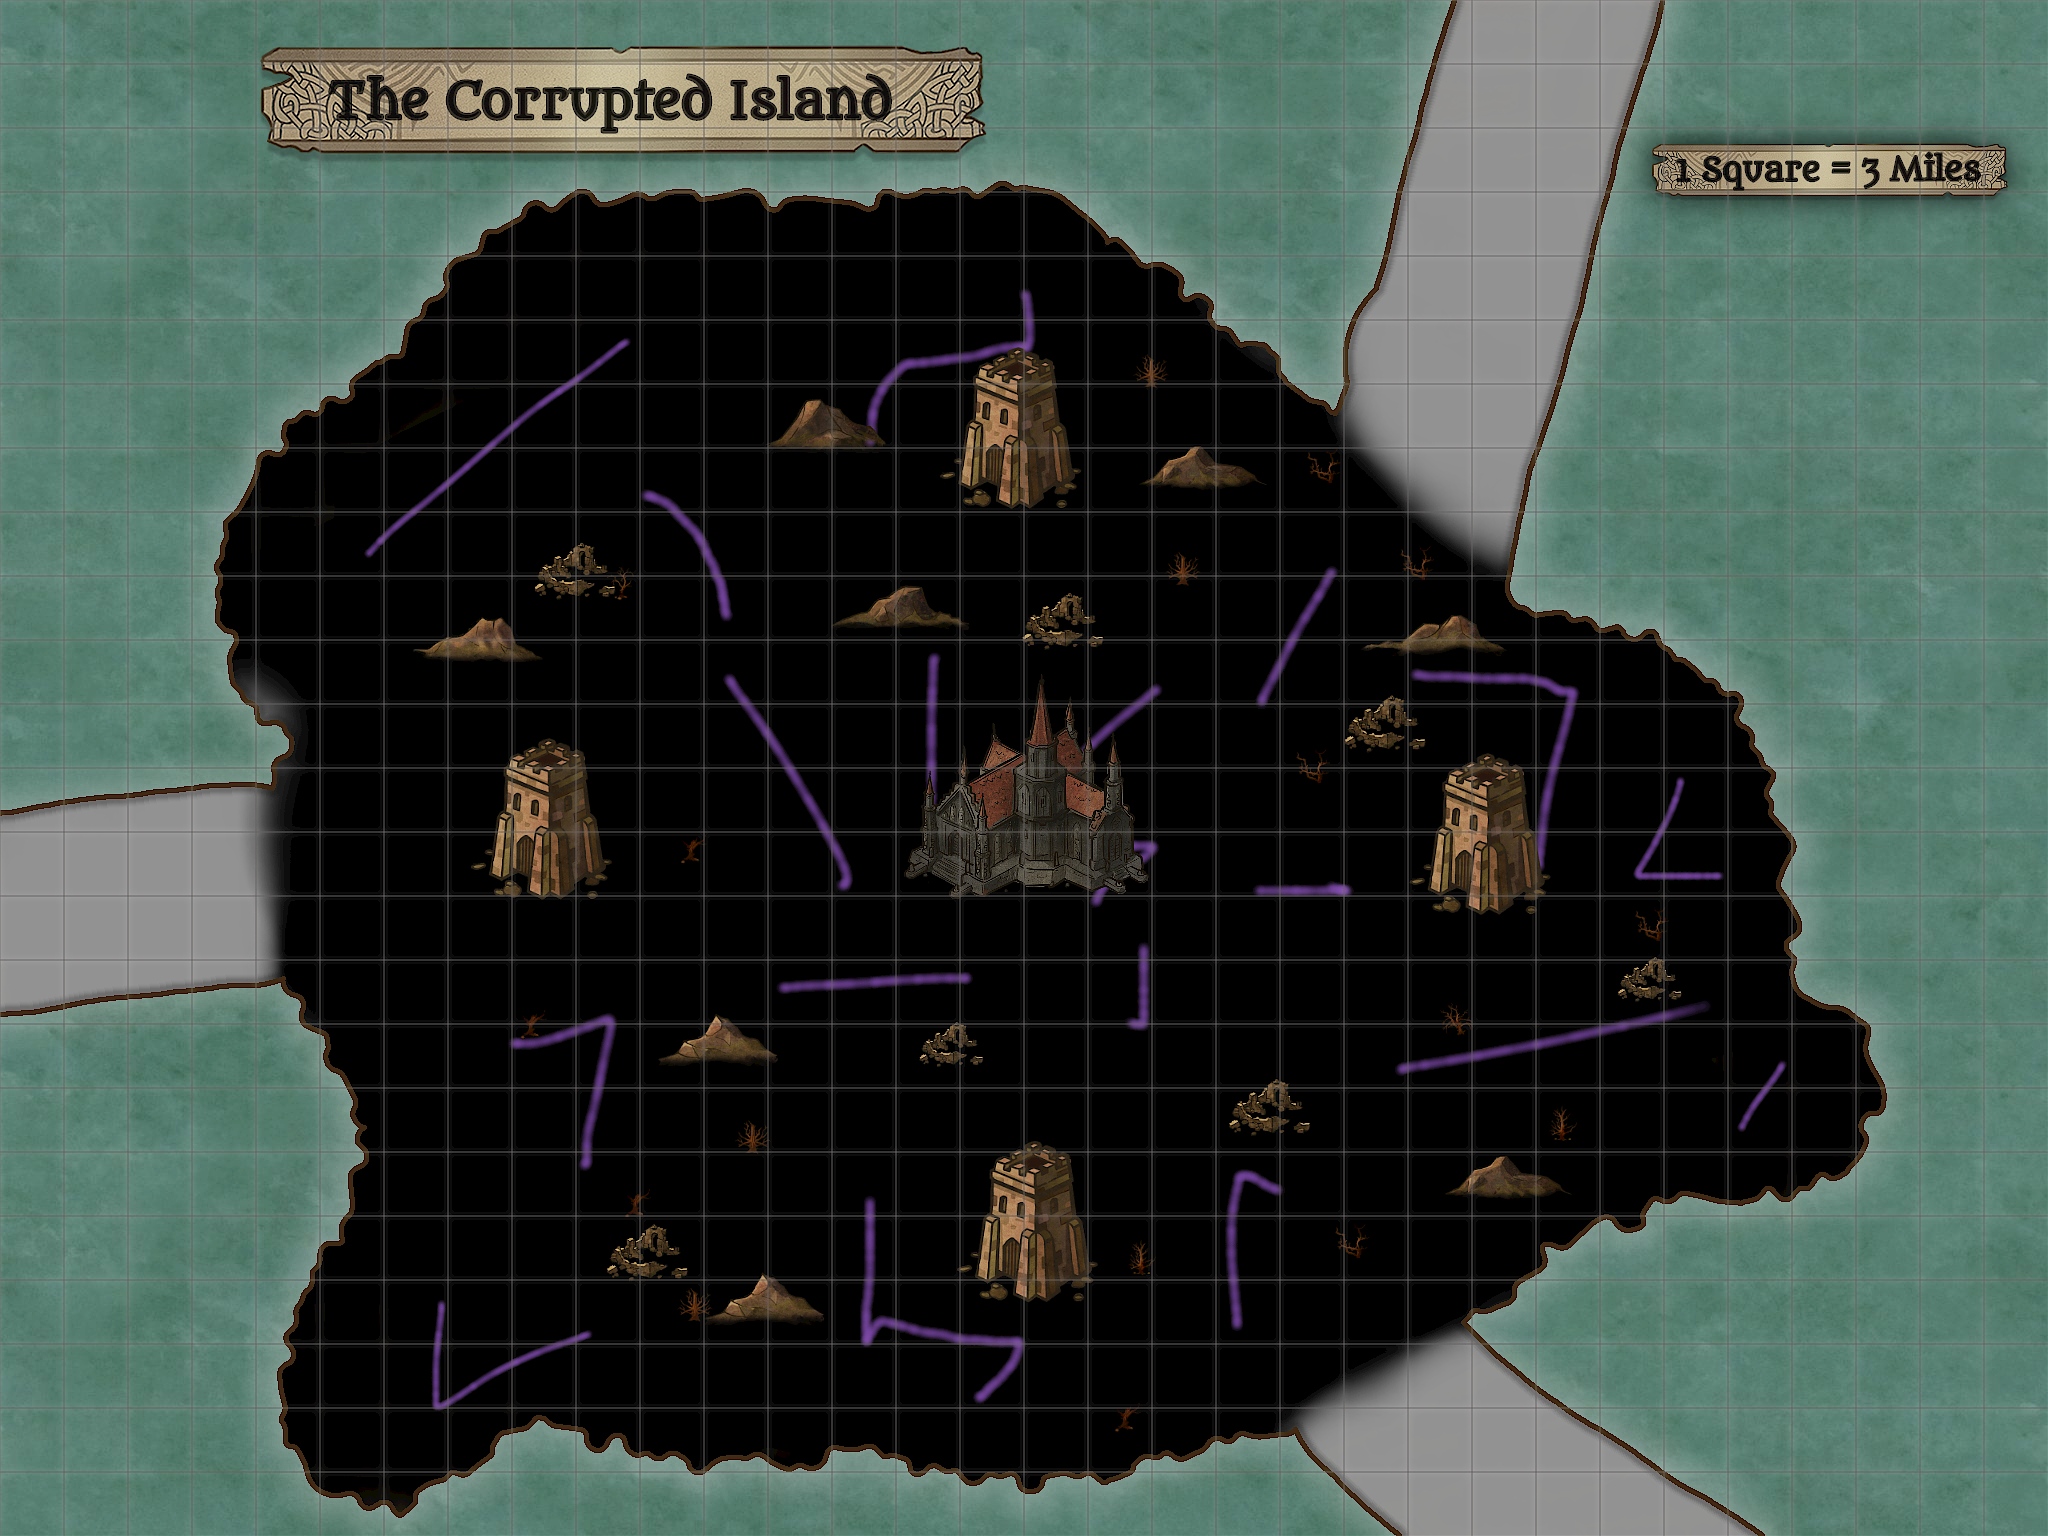 The Corrupted Island
1 Square = 3 Miles